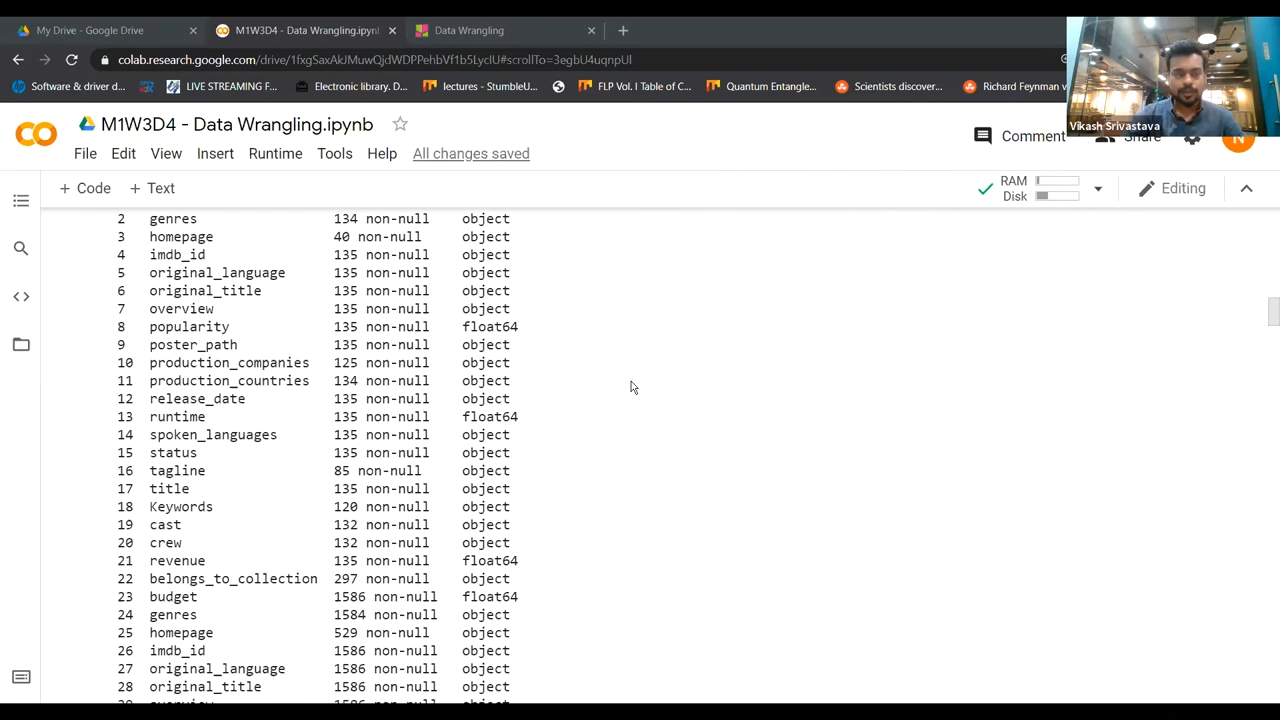 My Drive - Google Drive
M1W3D4 - Data Wrangling.ipynb
Data Wrangling
colab.research.google.com/drive/
Software & driver d...
LIVE STREAMING F...
Electronic library. D...
lectures - StumbleU...
FLP Vol. I Table of C...
Quantum Entangle...
Scientists discover...
Richard Feynman
CO
M1W3D4 - Data Wrangling.ipynb
Comment
Share
N
Vikash Srivastava
File Edit View Insert Runtime Tools Help All changes saved
+ Code + Text
RAM
Disk
Editing
2 genres 134 non-null object
3 homepage 40 non-null object
4 imdb_id 135 non-null object
5 original_language 135 non-null object
6 original_title 135 non-null object
7 overview 135 non-null object
8 popularity 135 non-null float64
9 poster_path 135 non-null object
10 production_companies 125 non-null object
11 production_countries 134 non-null object
12 release_date 135 non-null object
13 runtime 135 non-null float64
14 spoken_languages 135 non-null object
15 status 135 non-null object
16 tagline 85 non-null object
17 title 135 non-null object
18 Keywords 120 non-null object
19 cast 132 non-null object
20 crew 132 non-null object
21 revenue 135 non-null float64
22 belongs_to_collection 297 non-null object
23 budget 1586 non-null float64
24 genres 1584 non-null object
25 homepage 529 non-null object
26 imdb_id 1586 non-null object
27 original_language 1586 non-null object
28 original_title 1586 non-null object